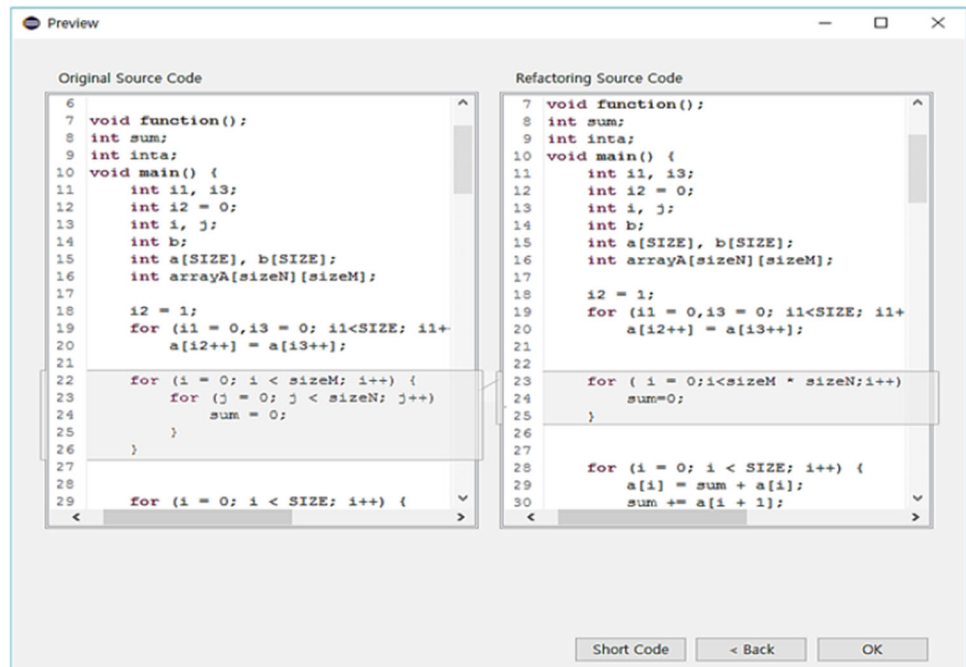 Preview
Original Source Code
6
7 void function();
8 int sum;
9 int inta;
10 void main() {
11 int i1, i3;
12 int i2 = 0;
13 int i, j;
14 int b;
15 int a[SIZE], b[SIZE];
16 int arrayA[sizeN][sizeM];
17
18 i2 = 1;
19 for (i1 = 0,i3 = 0; i1<SIZE; i1+
20 a[i2++] = a[i3++];
21
22 for (i = 0; i < sizeM; i++) {
23 for (j = 0; j < sizeN; j++)
24 sum = 0;
25 }
26 }
27
28
29 for (i = 0; i < SIZE; i++) {
Refactoring Source Code
7 void function();
8 int sum;
9 int inta;
10 void main() {
11 int i1, i3;
12 int i2 = 0;
13 int i, j;
14 int b;
15 int a[SIZE], b[SIZE];
16 int arrayA[sizeN][sizeM];
17
18 i2 = 1;
19 for (i1 = 0,i3 = 0; i1<SIZE; i1+
20 a[i2++] = a[i3++];
21
22
23 for ( i = 0;i<sizeM * sizeN;i++)
24 sum=0;
25 }
26
27
28 for (i = 0; i < SIZE; i++) {
29 a[i] = sum + a[i];
30 sum += a[i + 1];
Short Code
< Back
OK